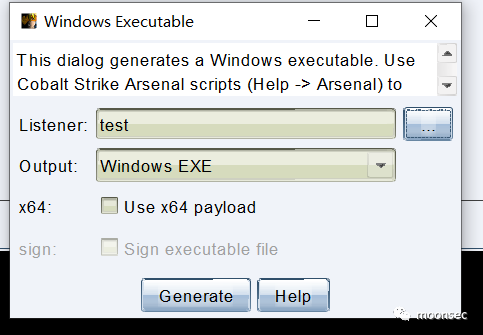 Windows Executable
This dialog generates a Windows executable. Use
Cobalt Strike Arsenal scripts (Help -> Arsenal) to
Listener: test ...
Output: Windows EXE
x64: Use x64 payload
sign: Sign executable file
Generate Help
moonsec